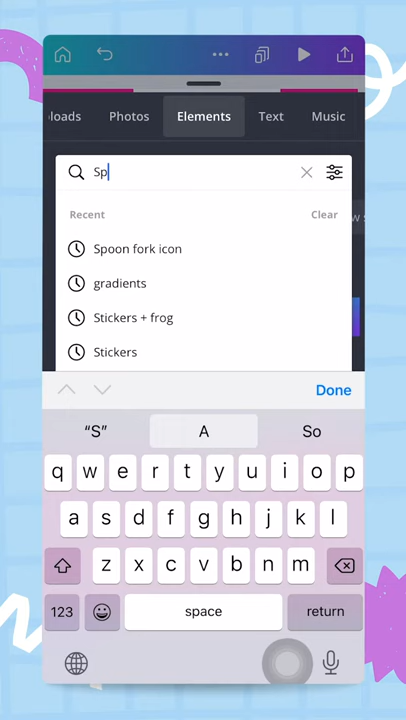 loads Photos Elements Text Music
Sp
Recent Clear
Spoon fork icon
gradients
Stickers + frog
Stickers
Done
“S” A So
q w e r t y u i o p
a s d f g h j k l
z x c v b n m
123 space return